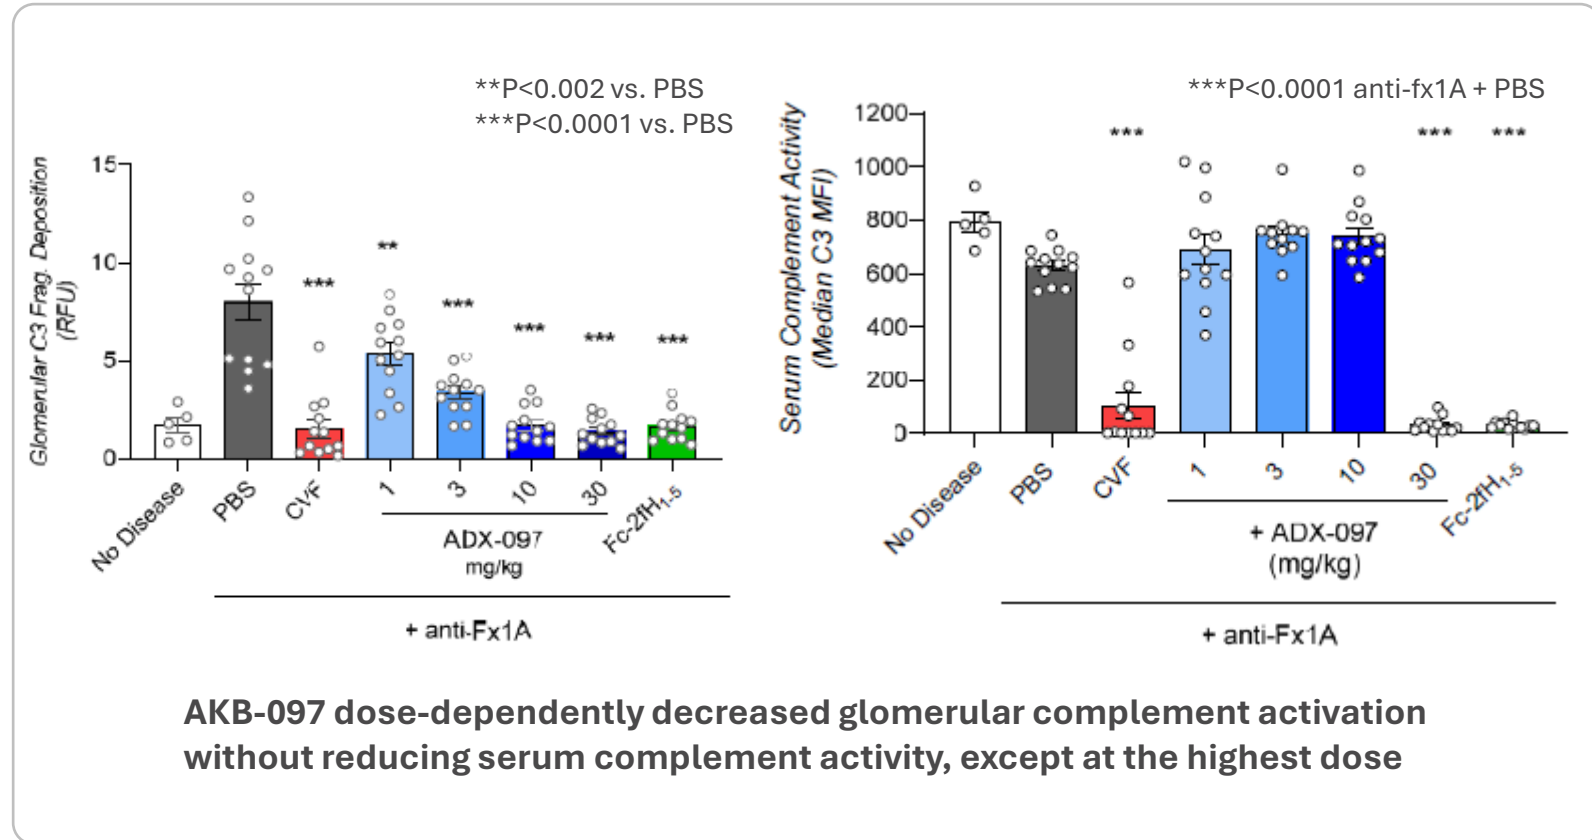 **P<0.002 vs. PBS
***P<0.0001 vs. PBS
Glomerular C3 Frag. Deposition
(RFU)
15
10
5
0
***
**
***
***
***
***
No Disease
PBS
CVF
1
3
10
30
Fc-2fH1-5
ADX-097
mg/kg
+ anti-Fx1A
***P<0.0001 anti-fx1A + PBS
Serum Complement Activity
(Median C3 MFI)
1200
1000
800
600
400
200
0
***
***
***
No Disease
PBS
CVF
1
3
10
30
Fc-2fH1-5
+ ADX-097
(mg/kg)
+ anti-Fx1A
AKB-097 dose-dependently decreased glomerular complement activation
without reducing serum complement activity, except at the highest dose